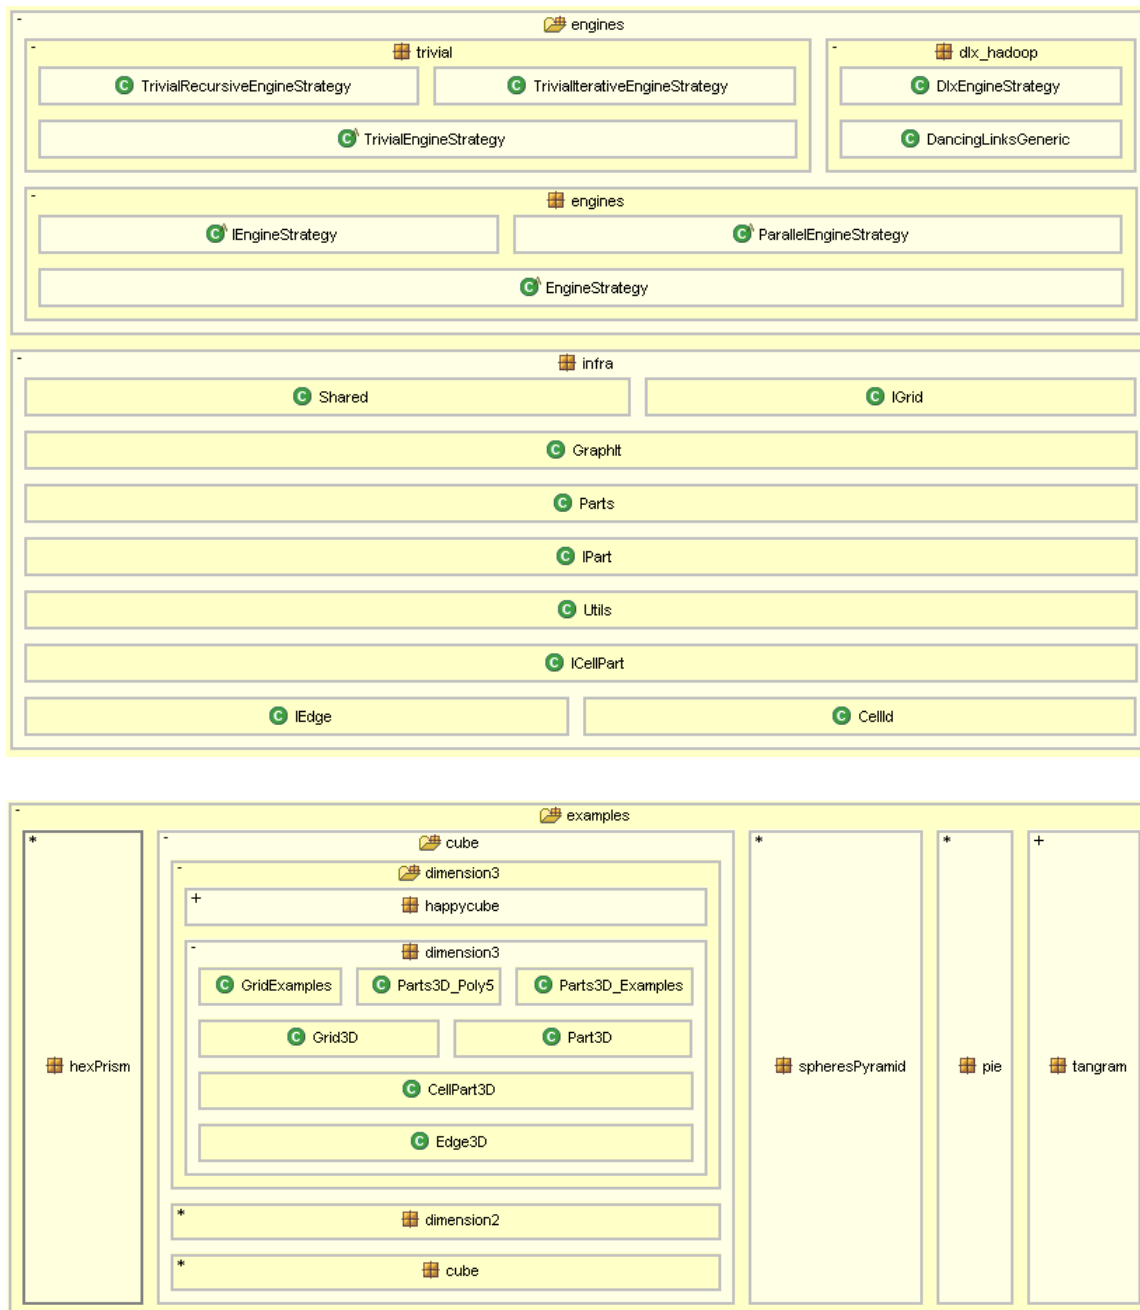 - engines
- trivial - dlx_hadoop
C TrivialRecursiveEngineStrategy C TrivialIterativeEngineStrategy C DlxEngineStrategy
C TrivialEngineStrategy C DancingLinksGeneric
- engines
C IEngineStrategy C ParallelEngineStrategy
C EngineStrategy
- infra
C Shared C IGrid
C GraphIt
C Parts
C IPart
C Utils
C ICellPart
C IEdge C CellId
- examples
* - cube * * +
- dimension3
+ happycube
- dimension3
C GridExamples C Parts3D_Poly5 C Parts3D_Examples
C Grid3D C Part3D
hexPrism spheresPyramid pie tangram
C CellPart3D
C Edge3D
* dimension2
* cube